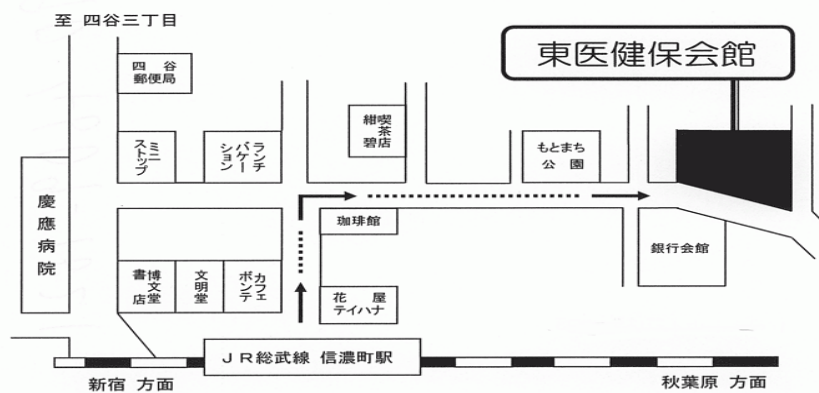 至 四谷三丁目
東医健保会館
四 谷
郵便局
ミニ
ストップ
ランチ
バケー
ション
喫茶店
紺碧
もとまち
公 園
慶應病院
珈琲館
銀行会館
博文堂
書店
文明堂
カフェ
ボンテ
花 屋
テイハナ
JR総武線 信濃町駅
新宿 方面
秋葉原 方面